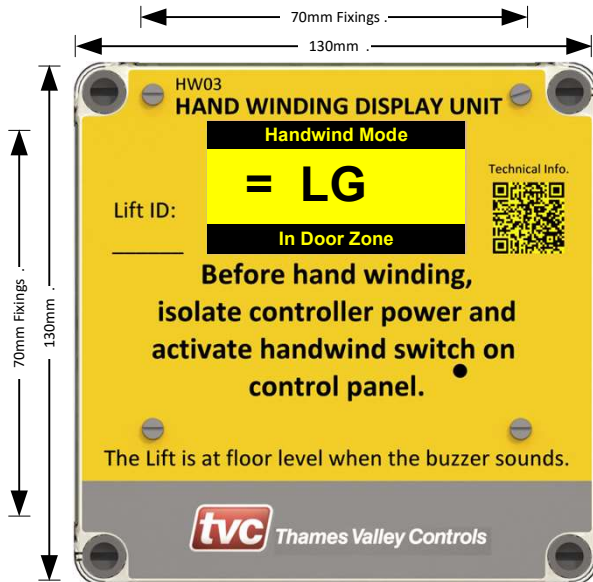 70mm Fixings .
130mm .
HW03
HAND WINDING DISPLAY UNIT
Handwind Mode
= LG
In Door Zone
Technical Info.
Lift ID:
Before hand winding,
isolate controller power and
activate handwind switch on
control panel.
The Lift is at floor level when the buzzer sounds.
tvc Thames Valley Controls
70mm Fixings .
130mm .